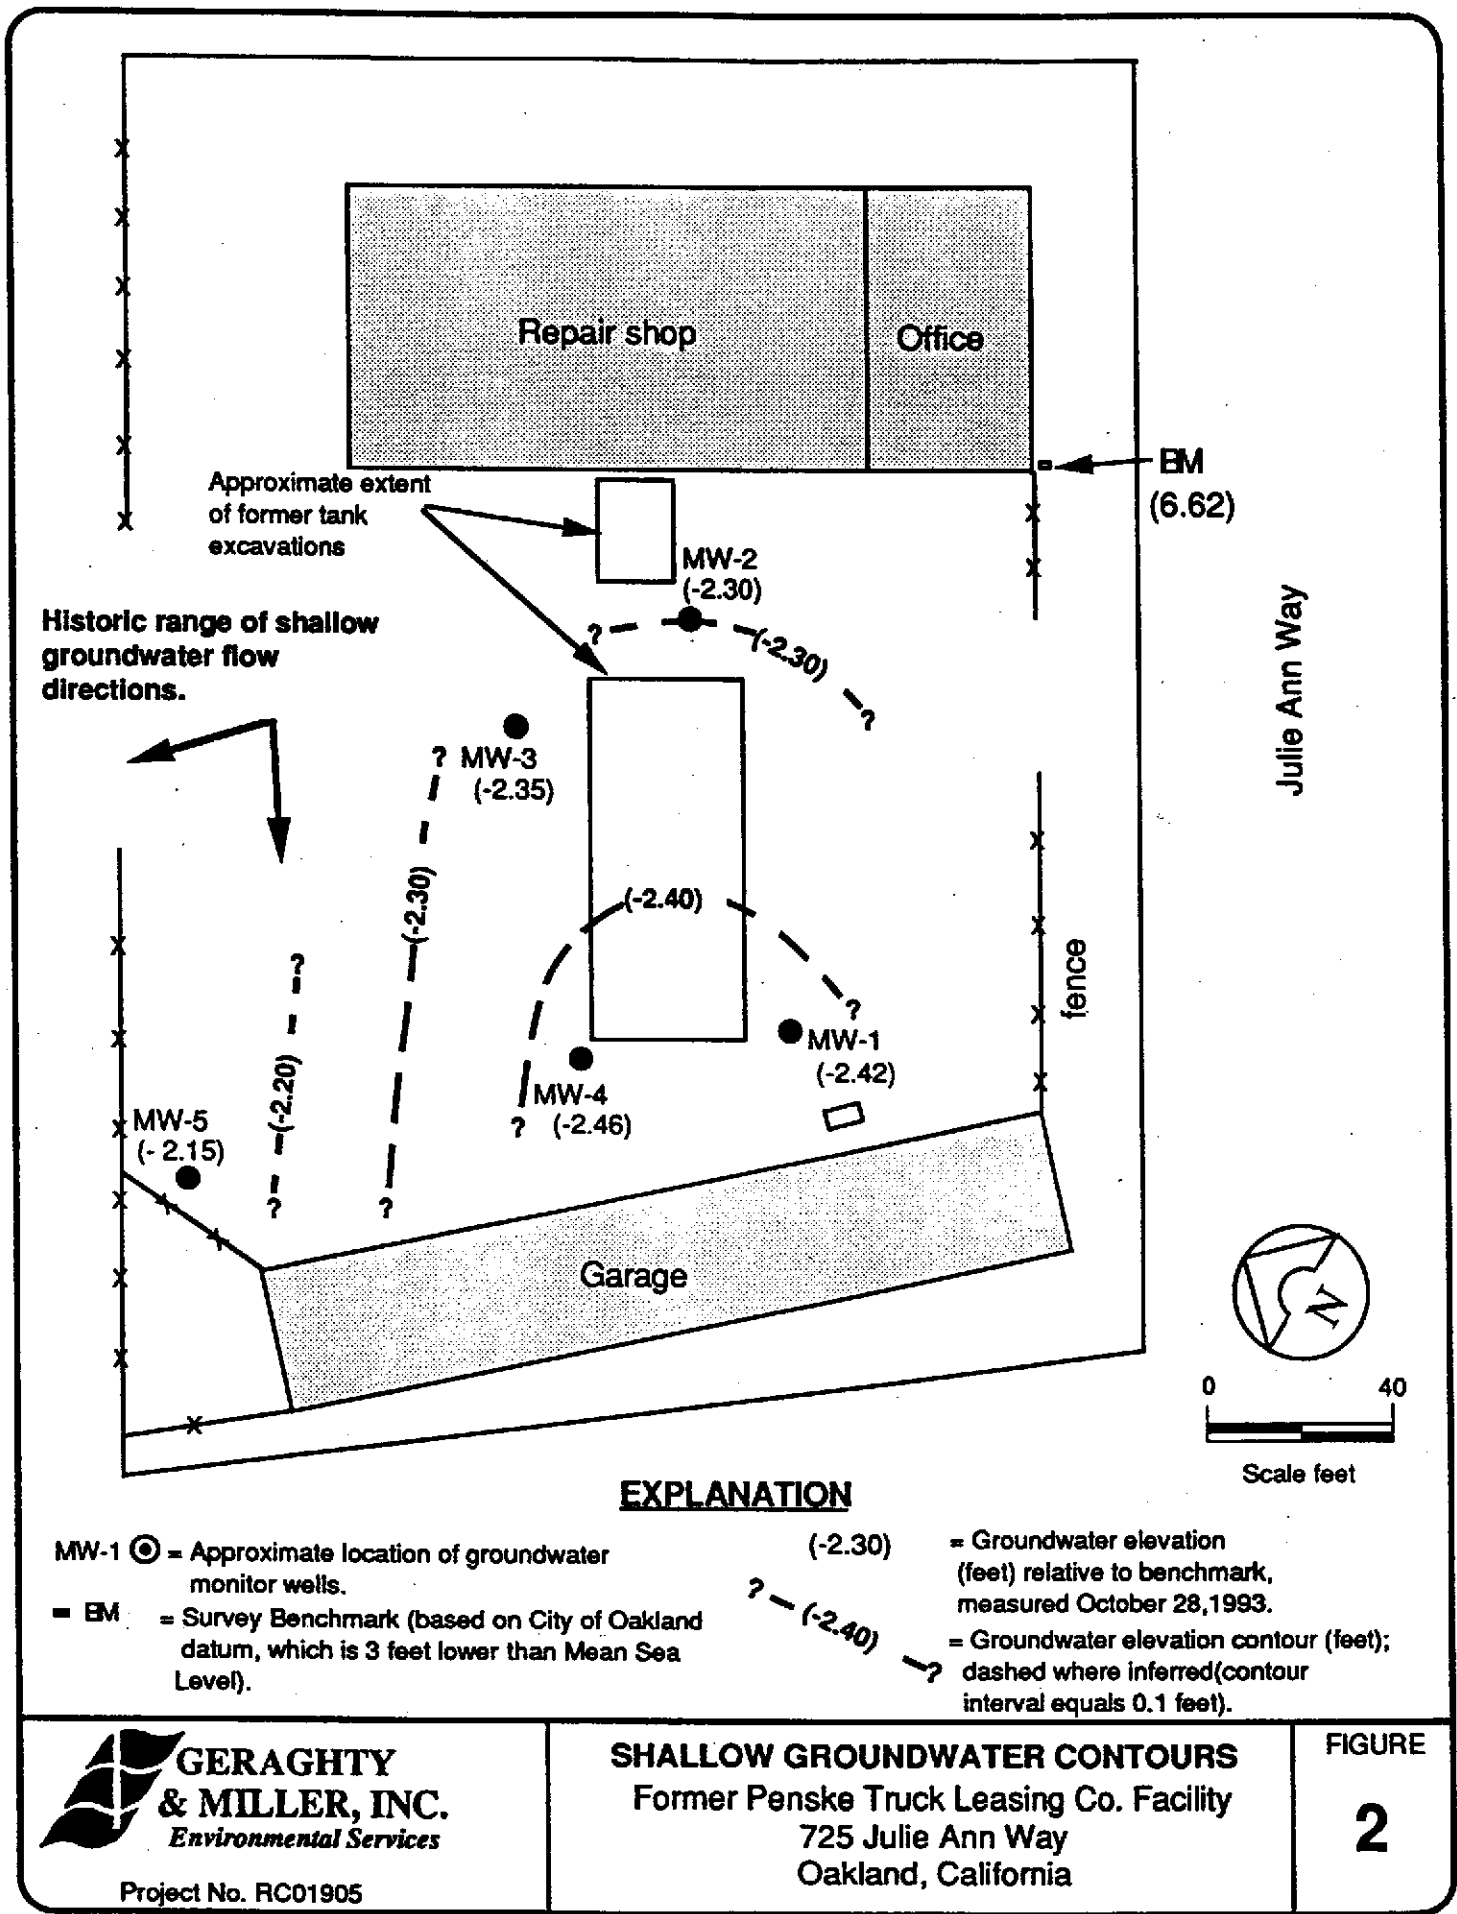 Repair shop
Office
BM
(6.62)
Approximate extent
of former tank
excavations
MW-2
(-2.30)
Historic range of shallow
groundwater flow
directions.
? (-2.30) ?
Julie Ann Way
MW-3
(-2.35)
? (-2.30) ?
(-2.40) ?
?
fence
? (-2.20) ?
MW-1
(-2.42)
MW-4
(-2.46)
MW-5
(- 2.15)
Garage
N
0 40
Scale feet
EXPLANATION
MW-1 = Approximate location of groundwater
monitor wells.
BM = Survey Benchmark (based on City of Oakland
datum, which is 3 feet lower than Mean Sea
Level).
(-2.30) = Groundwater elevation
(feet) relative to benchmark,
measured October 28,1993.
? (-2.40) ? = Groundwater elevation contour (feet);
dashed where inferred(contour
interval equals 0.1 feet).
GERAGHTY
& MILLER, INC.
Environmental Services
Project No. RC01905
SHALLOW GROUNDWATER CONTOURS
Former Penske Truck Leasing Co. Facility
725 Julie Ann Way
Oakland, California
FIGURE
2